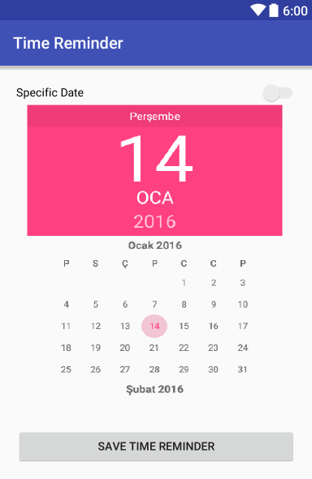 6:00
Time Reminder
Specific Date
Perşembe
14
OCA
2016
Ocak 2016
P S Ç P C C P
1 2 3
4 5 6 7 8 9 10
11 12 13 14 15 16 17
18 19 20 21 22 23 24
25 26 27 28 29 30 31
Şubat 2016
SAVE TIME REMINDER